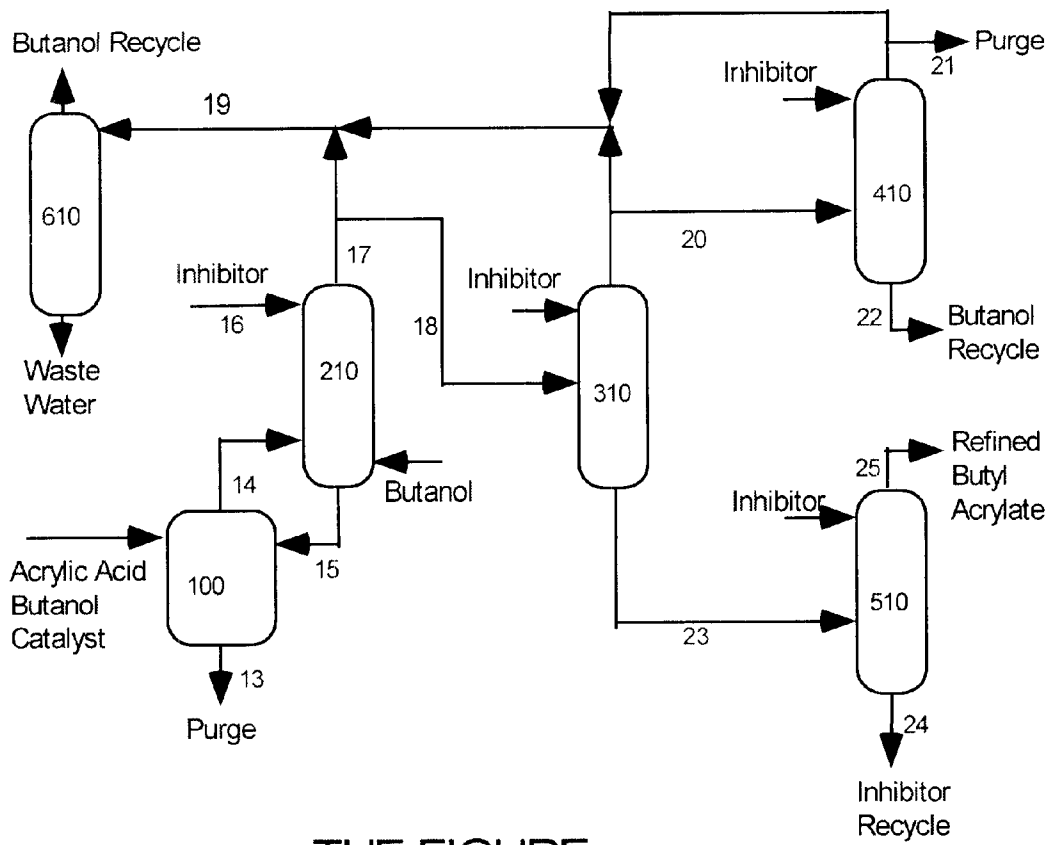 Butanol Recycle
Purge
21
Inhibitor
19
610
410
20
17
Inhibitor
16
Inhibitor
18
22
Butanol
Recycle
Waste
Water
210
310
Refined
Butyl
Acrylate
25
14
Butanol
Inhibitor
15
Acrylic Acid
Butanol
Catalyst
100
510
23
13
Purge
24
Inhibitor
Recycle
THE FIGURE